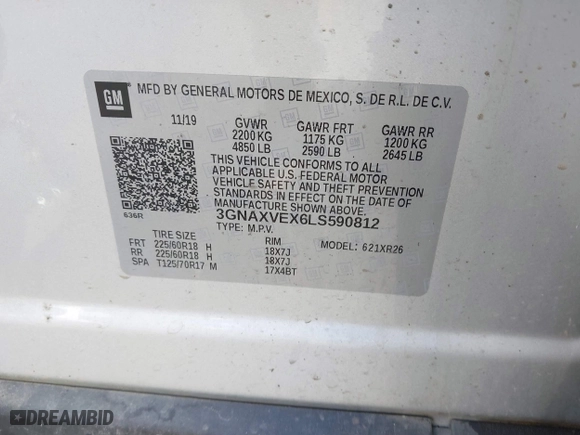 GM
MFD BY GENERAL MOTORS DE MEXICO, S. DE R.L. DE C.V.
11/19 GVWR GAWR FRT GAWR RR
2200 KG 1175 KG 1200 KG
4850 LB 2590 LB 2645 LB
THIS VEHICLE CONFORMS TO ALL
APPLICABLE U.S. FEDERAL MOTOR
VEHICLE SAFETY AND THEFT PREVENTION
STANDARDS IN EFFECT ON THE DATE OF
MANUFACTURE SHOWN ABOVE.
636R
3GNAXVEX6LS590812
TYPE: M.P.V. MODEL: 621XR26
TIRE SIZE RIM
FRT 225/60R18 H 18X7J
RR 225/60R18 H 18X7J
SPA T125/70R17 M 17X4BT
DREAMBID